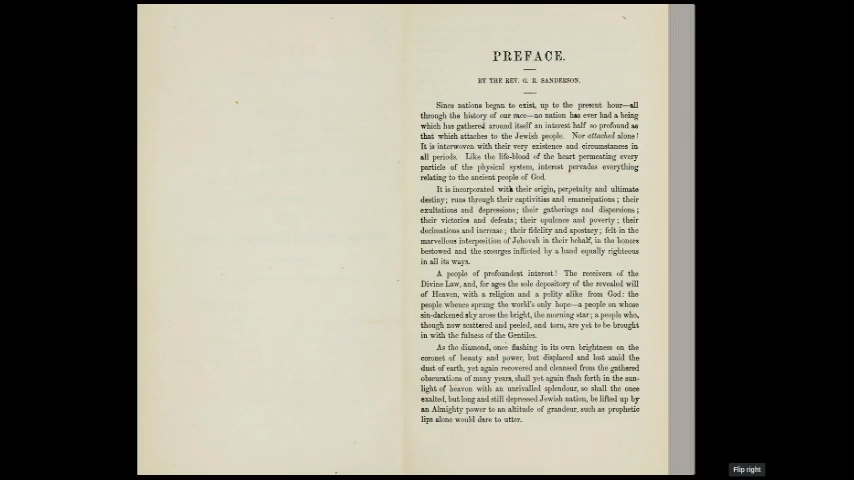 PREFACE.
BY THE REV. G. R. SANDERSON.
Since nations began to exist, up to the present hour—all
through the history of our race—no nation has ever had a being
which has gathered around itself an interest half so profound as
that which attaches to the Jewish people. Nor attached alone!
It is interwoven with their very existence and circumstances in
all periods. Like the life-blood of the heart permeating every
particle of the physical system, interest pervades everything
relating to the ancient people of God.
It is incorporated with their origin, perpetuity and ultimate
destiny; runs through their captivities and emancipations; their
exultations and depressions; their gatherings and dispersions;
their victories and defeats; their opulence and poverty; their
decimations and increase; their fidelity and apostacy; felt in the
marvellous interposition of Jehovah in their behalf, in the honors
bestowed and the scourges inflicted by a hand equally righteous
in all its ways.
A people of profoundest interest! The receivers of the
Divine Law, and, for ages the sole depository of the revealed will
of Heaven, with a religion and a polity alike from God: the
people whence sprung the world's only hope—a people on whose
sin-darkened sky arose the bright, the morning star; a people who,
though now scattered and peeled, and torn, are yet to be brought
in with the fulness of the Gentiles.
As the diamond, once flashing in its own brightness on the
coronet of beauty and power, but displaced and lost amid the
dust of earth, yet again recovered and cleansed from the gathered
obscurations of many years, shall yet again flash forth in the sun-
light of heaven with an unrivalled splendour, so shall the once
exalted, but long and still depressed Jewish nation, be lifted up by
an Almighty power to an altitude of grandeur, such as prophetic
lips alone would dare to utter.
Flip right